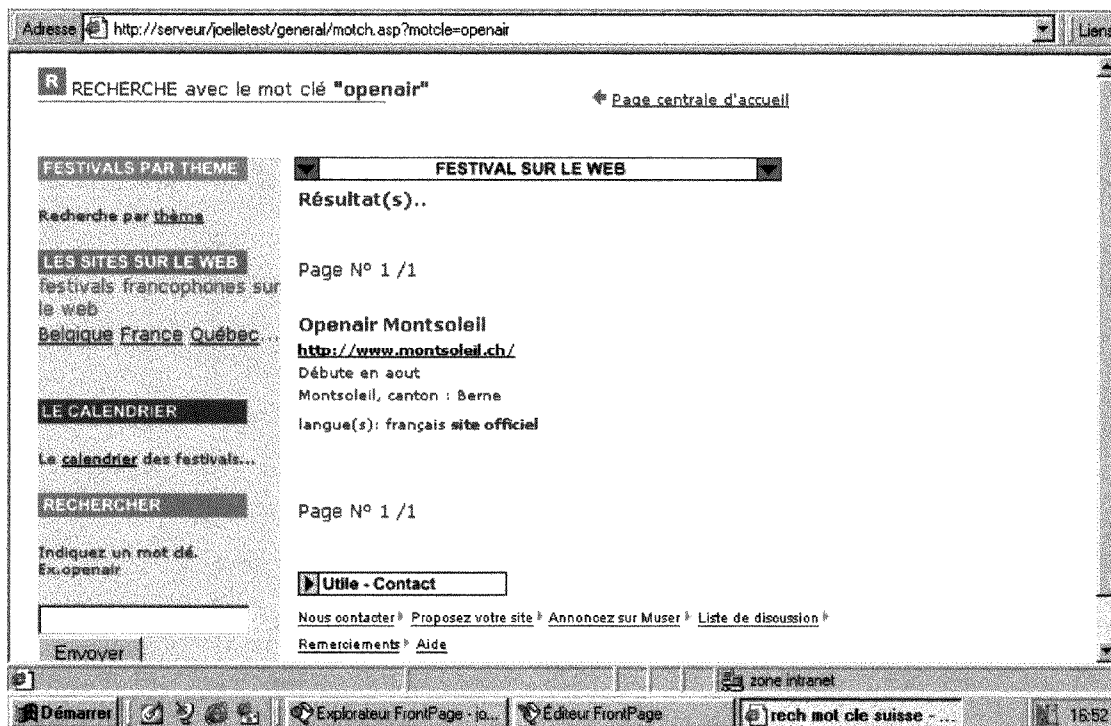 Adresse http://serveur/joelletest/general/motch.asp?motcle=openair Liens
R RECHERCHE avec le mot clé "openair"
Page centrale d'accueil
FESTIVALS PAR THEME
Recherche par thème
LES SITES SUR LE WEB
festivals francophones sur
le web
Belgique France Québec...
LE CALENDRIER
Le calendrier des festivals...
RECHERCHER
Indiquez un mot clé.
Ex.openair
Envoyer
FESTIVAL SUR LE WEB
Résultat(s)..
Page N° 1 /1
Openair Montsoleil
http://www.montsoleil.ch/
Débute en aout
Montsoleil, canton : Berne
langue(s): français site officiel
Page N° 1 /1
Utile - Contact
Nous contacter Proposez votre site Annoncez sur Muser Liste de discussion
Remerciements Aide
zone intranet
Démarrer Explorateur FrontPage - jo... Éditeur FrontPage rech mot cle suisse - ... 16:52